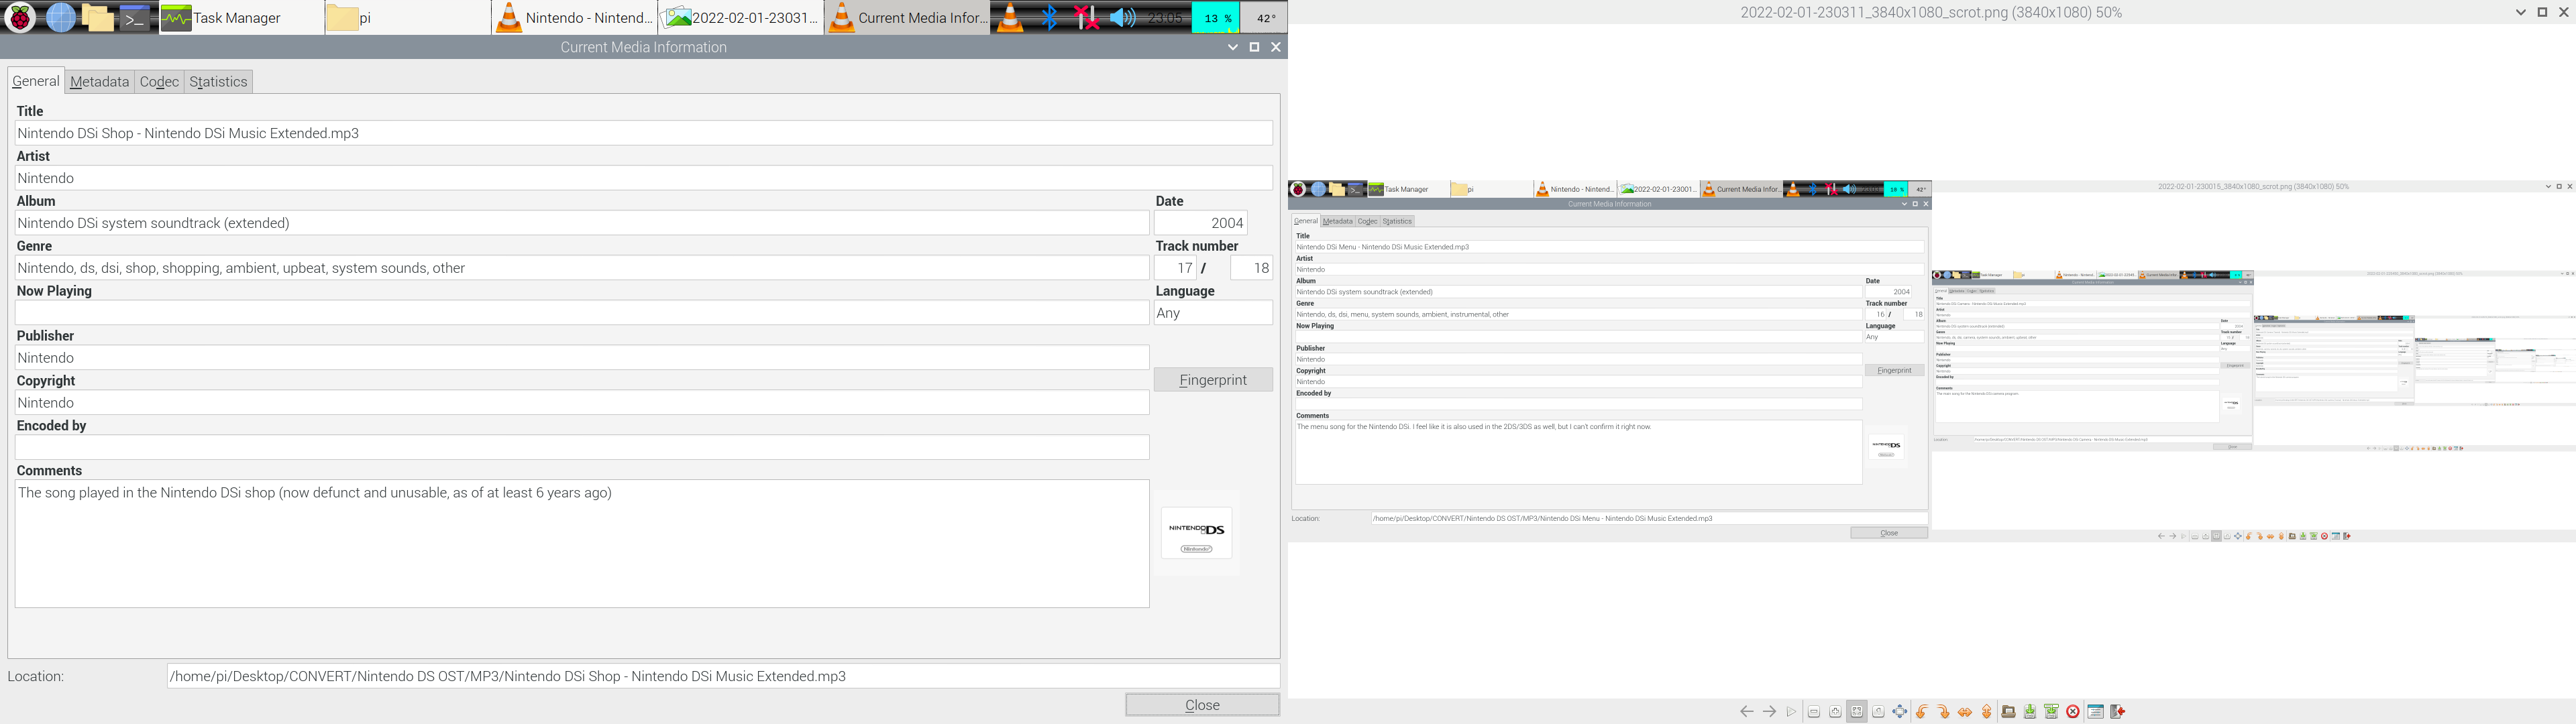 Task Manager
pi
Nintendo - Nintend...
2022-02-01-23031...
Current Media Infor...
23:05
13 %
42°
Current Media Information
General Metadata Codec Statistics
Title
Nintendo DSi Shop - Nintendo DSi Music Extended.mp3
Artist
Nintendo
Album Date
Nintendo DSi system soundtrack (extended) 2004
Genre Track number
Nintendo, ds, dsi, shop, shopping, ambient, upbeat, system sounds, other 17 / 18
Now Playing Language
Any
Publisher
Nintendo
Copyright Fingerprint
Nintendo
Encoded by
Comments
The song played in the Nintendo DSi shop (now defunct and unusable, as of at least 6 years ago)
NINTENDO DS
Nintendo
Location: /home/pi/Desktop/CONVERT/Nintendo DS OST/MP3/Nintendo DSi Shop - Nintendo DSi Music Extended.mp3
Close
2022-02-01-230311_3840x1080_scrot.png (3840x1080) 50%
Task Manager
pi
Nintendo - Nintend...
2022-02-01-23001...
Current Media Infor...
42°
Current Media Information
2022-02-01-230015_3840x1080_scrot.png (3840x1080) 50%
General Metadata Codec Statistics
Title
Nintendo DSi Menu - Nintendo DSi Music Extended.mp3
Artist
Nintendo
Album Date
Nintendo DSi system soundtrack (extended) 2004
Genre Track number
Nintendo, ds, dsi, menu, system sounds, ambient, instrumental, other 16 / 18
Now Playing Language
Any
Publisher
Nintendo
Copyright Fingerprint
Nintendo
Encoded by
Comments
The menu song for the Nintendo DSi. I feel like it is also used in the 2DS/3DS as well, but I can't confirm it right now.
NINTENDO DS
Location: /home/pi/Desktop/CONVERT/Nintendo DS OST/MP3/Nintendo DSi Menu - Nintendo DSi Music Extended.mp3
Close